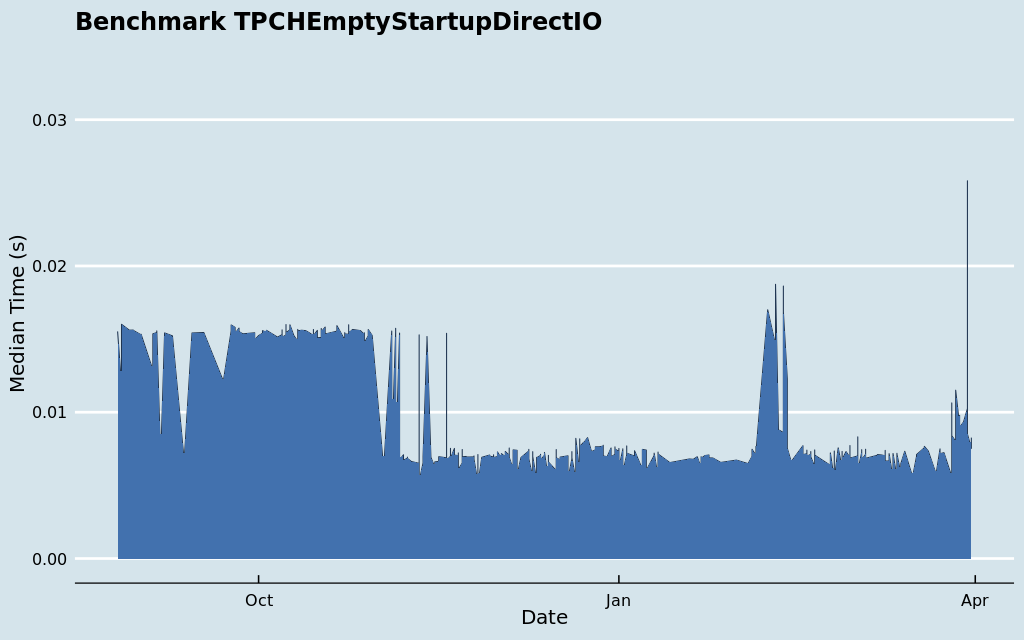 Benchmark TPCHEmptyStartupDirectIO
0.03
0.02
0.01
0.00
Median Time (s)
Oct
Jan
Apr
Date